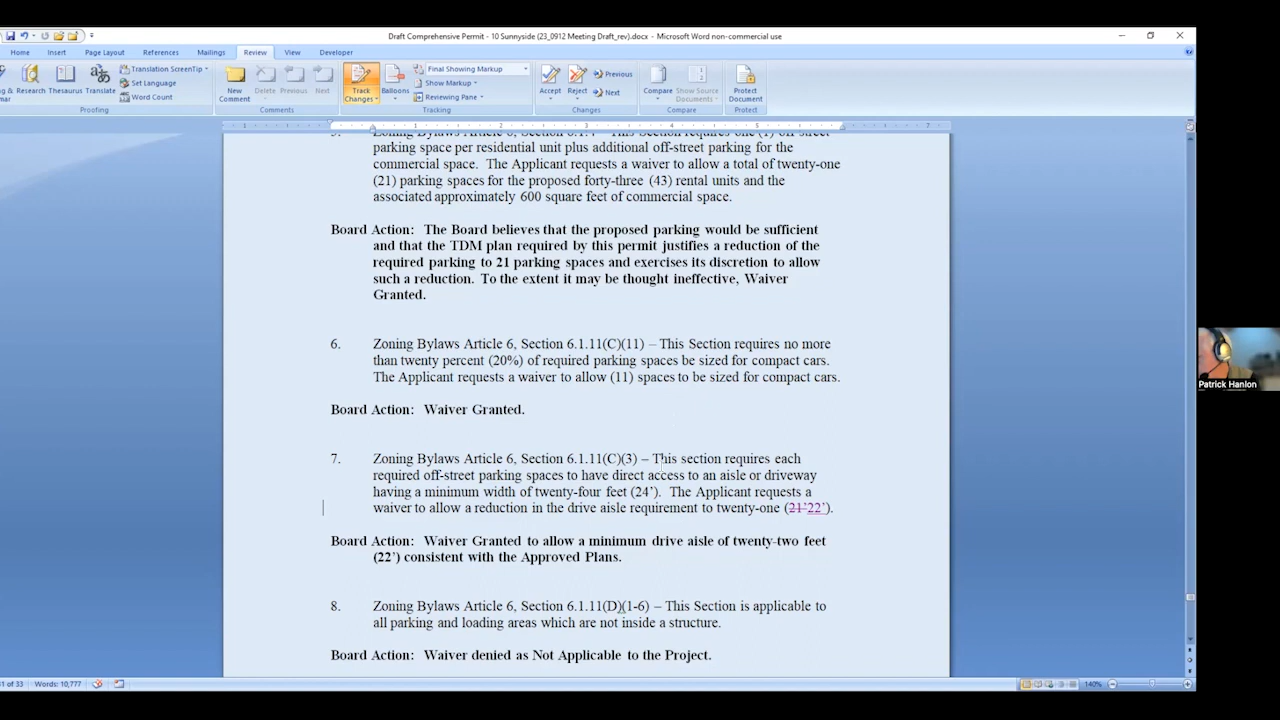 Draft Comprehensive Permit - 10 Sunnyside (23_0912 Meeting Draft_rev).docx - Microsoft Word non-commercial use
Home Insert Page Layout References Mailings Review View Developer
Research Thesaurus Translate
Translation ScreenTip
Set Language
Word Count
Proofing
New Comment
Delete Previous Next
Comments
Track Changes
Balloons
Final Showing Markup
Show Markup
Reviewing Pane
Tracking
Accept Reject
Previous
Next
Changes
Compare
Show Source Documents
Compare
Protect Document
Protect
parking space per residential unit plus additional off-street parking for the
commercial space. The Applicant requests a waiver to allow a total of twenty-one
(21) parking spaces for the proposed forty-three (43) rental units and the
associated approximately 600 square feet of commercial space.
Board Action: The Board believes that the proposed parking would be sufficient
and that the TDM plan required by this permit justifies a reduction of the
required parking to 21 parking spaces and exercises its discretion to allow
such a reduction. To the extent it may be thought ineffective, Waiver
Granted.
6. Zoning Bylaws Article 6, Section 6.1.11(C)(11) – This Section requires no more
than twenty percent (20%) of required parking spaces be sized for compact cars.
The Applicant requests a waiver to allow (11) spaces to be sized for compact cars.
Board Action: Waiver Granted.
7. Zoning Bylaws Article 6, Section 6.1.11(C)(3) – This section requires each
required off-street parking spaces to have direct access to an aisle or driveway
having a minimum width of twenty-four feet (24’). The Applicant requests a
waiver to allow a reduction in the drive aisle requirement to twenty-one (21’22’).
Board Action: Waiver Granted to allow a minimum drive aisle of twenty-two feet
(22’) consistent with the Approved Plans.
8. Zoning Bylaws Article 6, Section 6.1.11(D)(1-6) – This Section is applicable to
all parking and loading areas which are not inside a structure.
Board Action: Waiver denied as Not Applicable to the Project.
Words: 10,777
140%
Patrick Hanlon